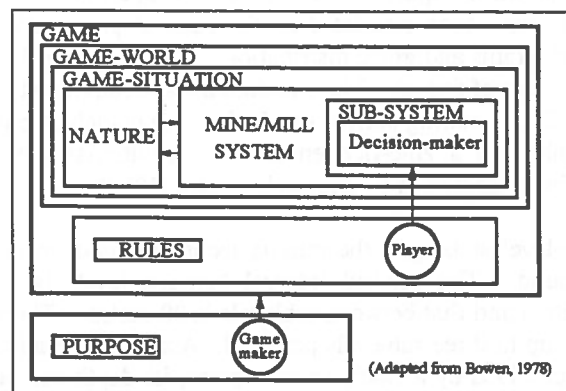 GAME
GAME-WORLD
GAME-SITUATION
NATURE
MINE/MILL
SYSTEM
SUB-SYSTEM
Decision-maker
RULES
Player
PURPOSE
Game
maker
(Adapted from Bowen, 1978)